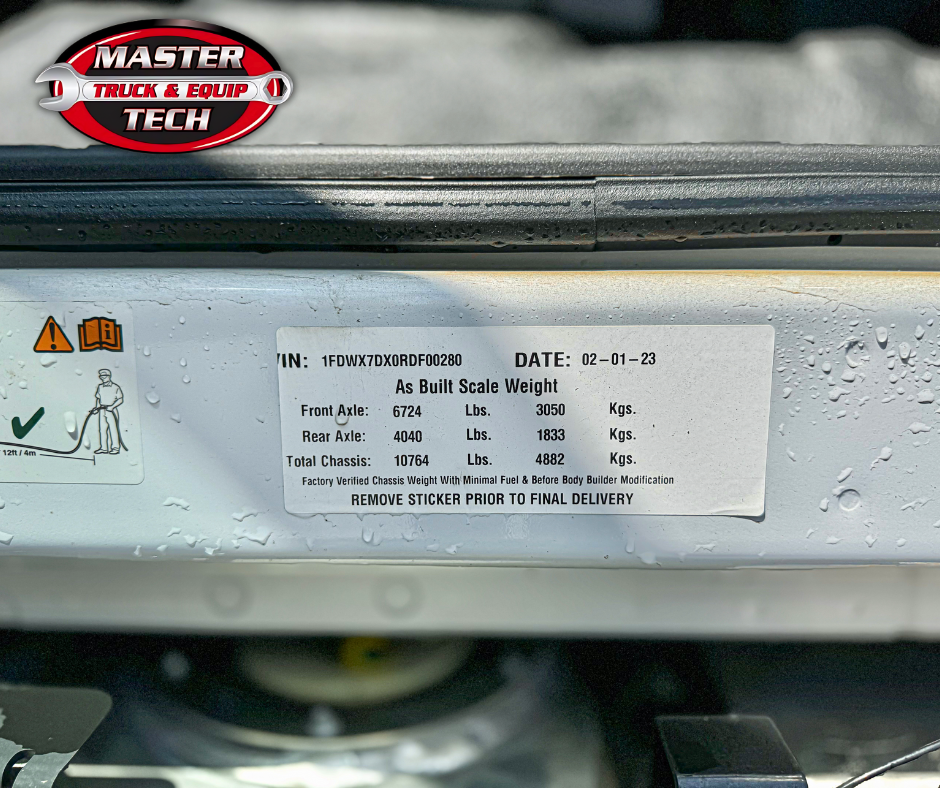 MASTER
TRUCK & EQUIP
TECH
VIN: 1FDWX7DX0RDF00280 DATE: 02-01-23
As Built Scale Weight
Front Axle: 6724 Lbs. 3050 Kgs.
Rear Axle: 4040 Lbs. 1833 Kgs.
Total Chassis: 10764 Lbs. 4882 Kgs.
Factory Verified Chassis Weight With Minimal Fuel & Before Body Builder Modification
REMOVE STICKER PRIOR TO FINAL DELIVERY
12ft / 4m